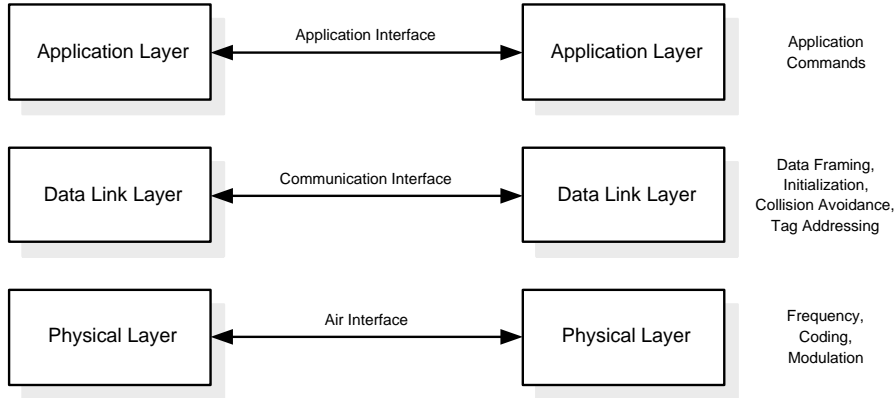 Application Layer
Application Interface
Application Layer
Application
Commands
Data Link Layer
Communication Interface
Data Link Layer
Data Framing,
Initialization,
Collision Avoidance,
Tag Addressing
Physical Layer
Air Interface
Physical Layer
Frequency,
Coding,
Modulation